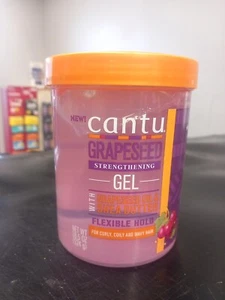 NEW!
cantu
GRAPESEED
STRENGTHENING
GEL
WITH
FLEXIBLE HOLD
FOR CURLY, COILY AND WAVY HAIR